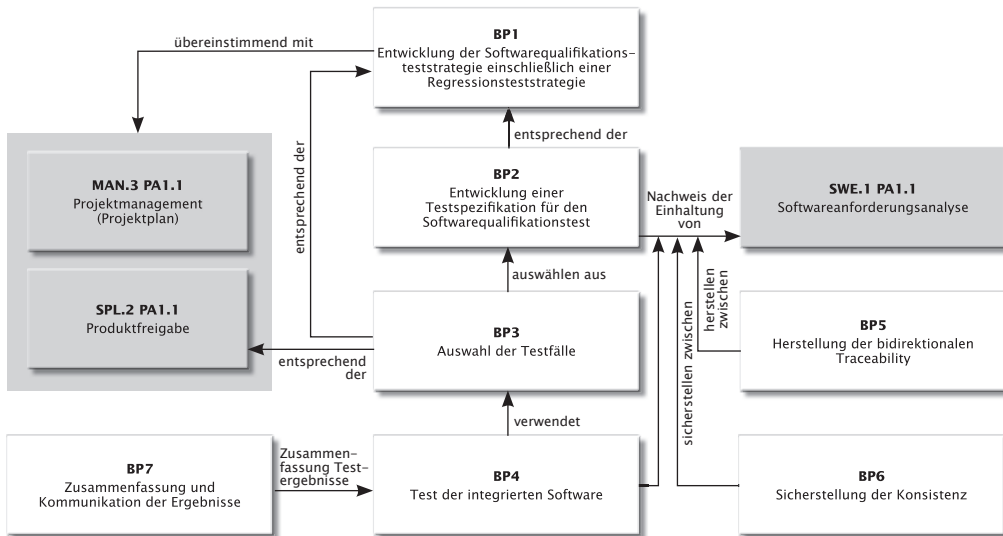 BP1
Entwicklung der Softwarequalifikations-
teststrategie einschließlich einer
Regressionsteststrategie
übereinstimmend mit
entsprechend der
entsprechend der
MAN.3 PA1.1
Projektmanagement
(Projektplan)
BP2
Entwicklung einer
Testspezifikation für den
Softwarequalifikationstest
Nachweis der
Einhaltung
von
SWE.1 PA1.1
Softwareanforderungsanalyse
auswählen aus
SPL.2 PA1.1
Produktfreigabe
entsprechend
der
BP3
Auswahl der Testfälle
sicherstellen zwischen
herstellen
zwischen
BP5
Herstellung der bidirektionalen
Traceability
verwendet
BP7
Zusammenfassung und
Kommunikation der Ergebnisse
Zusammen-
fassung Test-
ergebnisse
BP4
Test der integrierten Software
BP6
Sicherstellung der Konsistenz